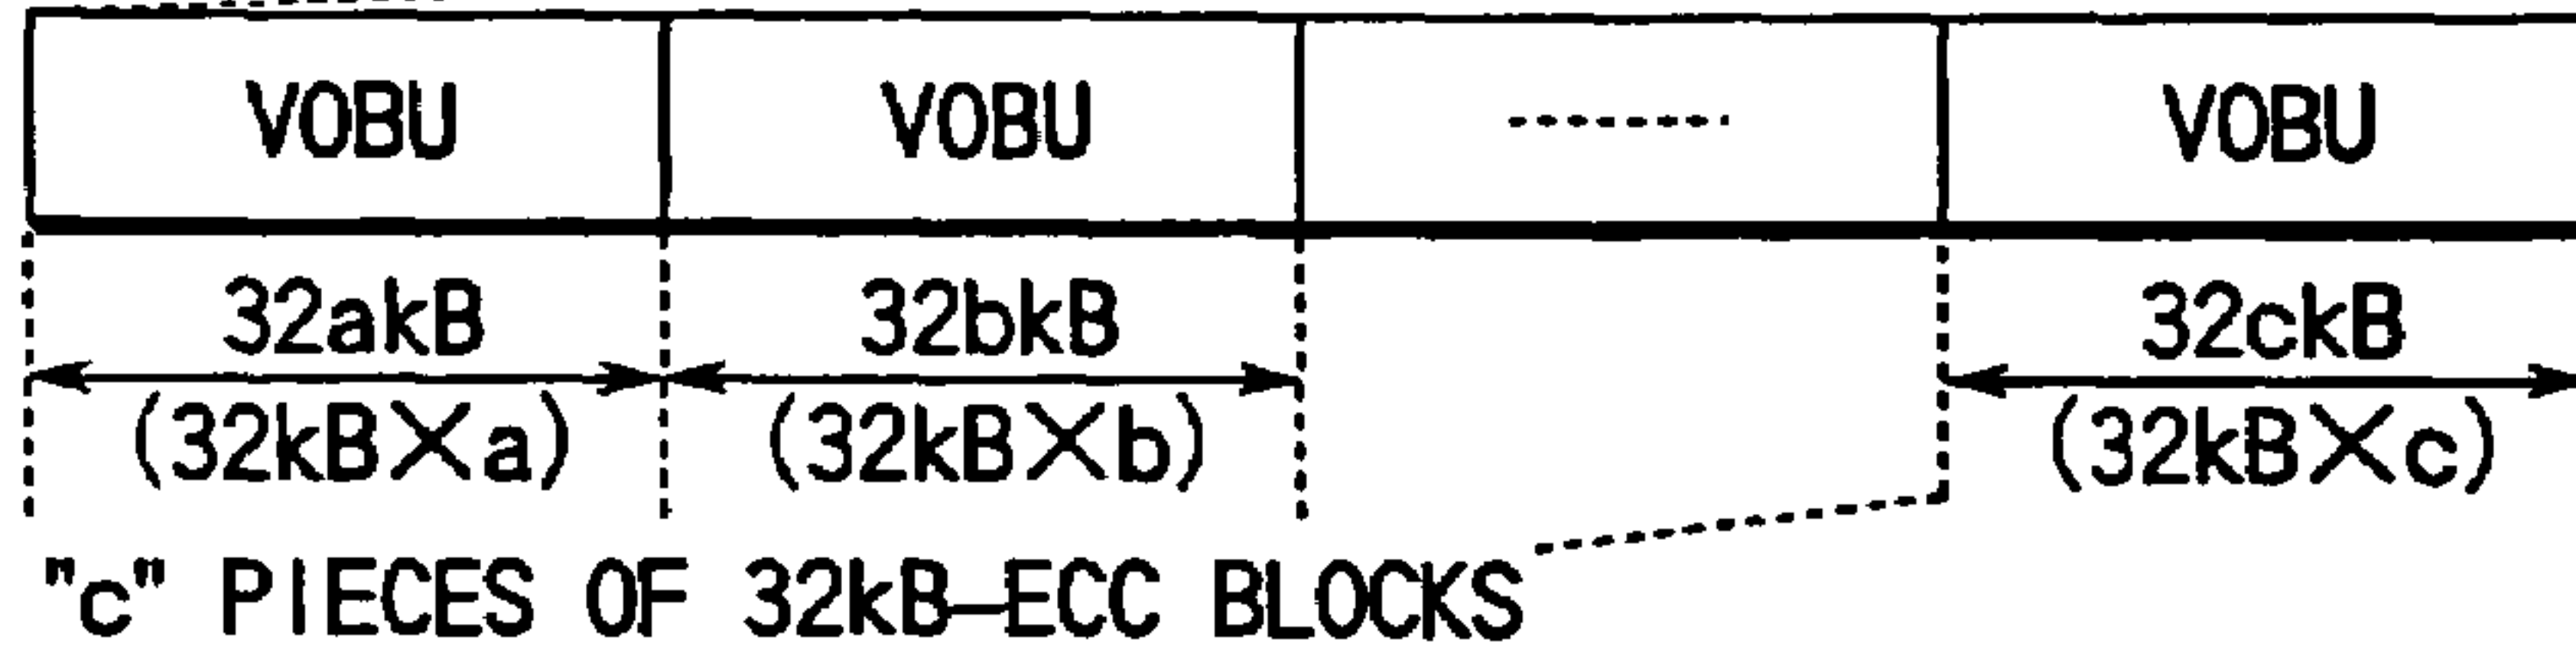 VOBU VOBU -------- VOBU
32akB 32bkB 32ckB
(32kB×a) (32kB×b) (32kB×c)
"c" PIECES OF 32kB-ECC BLOCKS